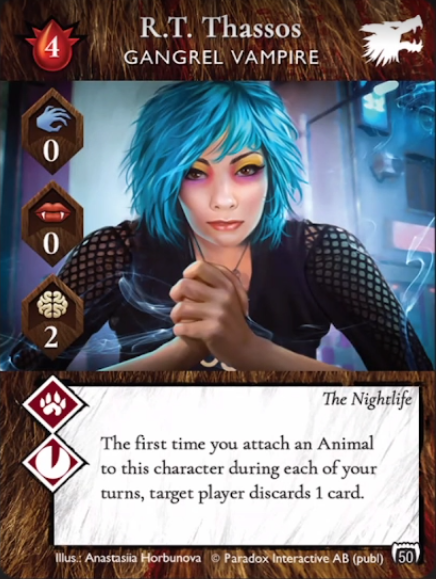 R.T. Thassos
4
GANGREL VAMPIRE
0
0
2
The Nightlife
The first time you attach an Animal
to this character during each of your
turns, target player discards 1 card.
Illus.: Anastasiia Horbunova © Paradox Interactive AB (publ) 50